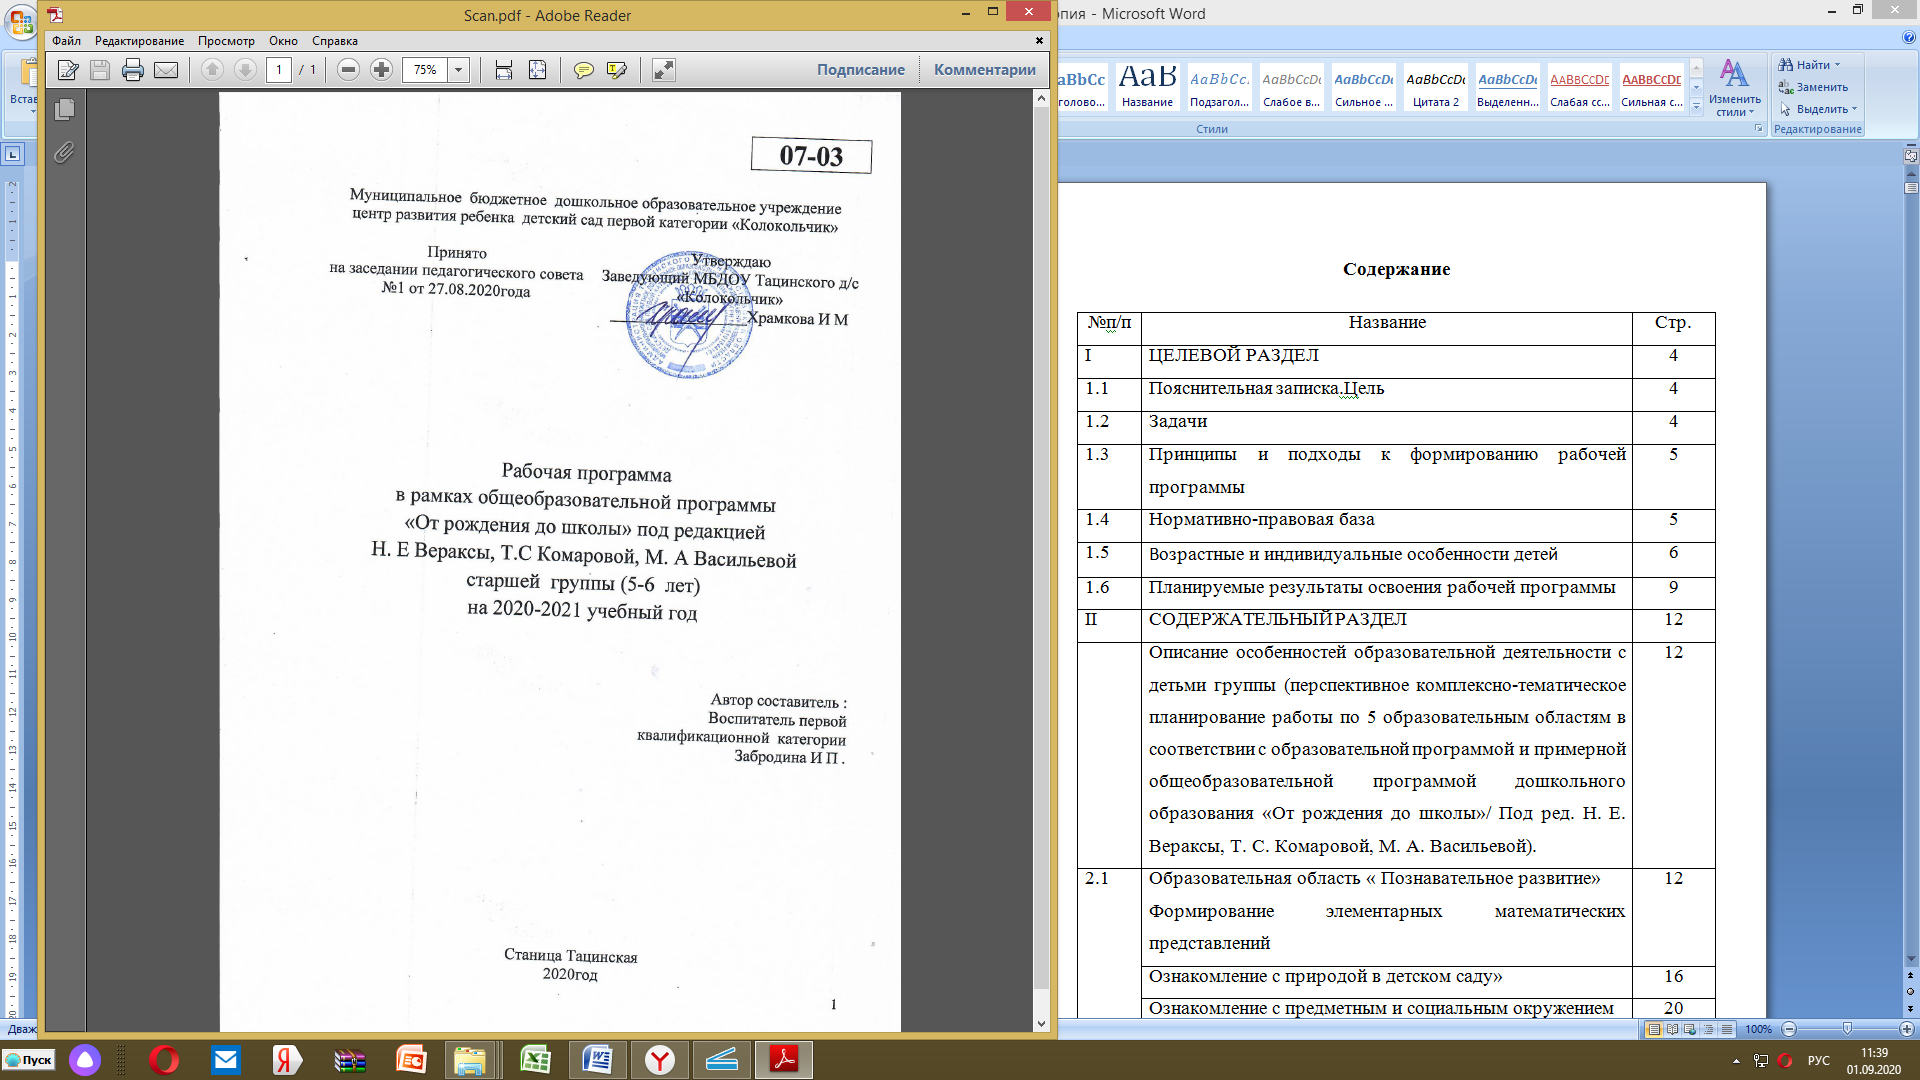 Scan.pdf - Adobe Reader
Файл Редактирование Просмотр Окно Справка
1 / 1 75% Подписание Комментарии
07-03
Муниципальное бюджетное дошкольное образовательное учреждение
центр развития ребенка детский сад первой категории «Колокольчик»
Принято
на заседании педагогического совета
№1 от 27.08.2020года
Утверждаю
Заведующий МБДОУ Тацинского д/с
«Колокольчик»
Храмкова И М
Рабочая программа
в рамках общеобразовательной программы
«От рождения до школы» под редакцией
Н. Е Вераксы, Т.С Комаровой, М. А Васильевой
старшей группы (5-6 лет)
на 2020-2021 учебный год
Автор составитель :
Воспитатель первой
квалификационной категории
Забродина И П .
Станица Тацинская
2020год
1
опия - Microsoft Word
Встав
АаВ
Название
AaBbCc.
Подзагол...
AaBbCcDc
Слабое в...
AaBbCcDc
Сильное ...
AaBbCcDc
Цитата 2
AaBbCcDc
Выделенн...
AABBCCDD
Слабая сс...
AABBCCDD
Сильная с...
Изменить
стили
Стили
Найти
Заменить
Выделить
Редактирование
Содержание
№п/п Название Стр.
I ЦЕЛЕВОЙ РАЗДЕЛ 4
1.1 Пояснительная записка.Цель 4
1.2 Задачи 4
1.3 Принципы и подходы к формированию рабочей 5
программы
1.4 Нормативно-правовая база 5
1.5 Возрастные и индивидуальные особенности детей 6
1.6 Планируемые результаты освоения рабочей программы 9
II СОДЕРЖАТЕЛЬНЫЙ РАЗДЕЛ 12
Описание особенностей образовательной деятельности с 12
детьми группы (перспективное комплексно-тематическое
планирование работы по 5 образовательным областям в
соответствии с образовательной программой и примерной
общеобразовательной программой дошкольного
образования «От рождения до школы»/ Под ред. Н. Е.
Вераксы, Т. С. Комаровой, М. А. Васильевой).
2.1 Образовательная область « Познавательное развитие» 12
Формирование элементарных математических
представлений
Ознакомление с природой в детском саду» 16
Ознакомление с предметным и социальным окружением 20
100%
Пуск
РУС
11:39
01.09.2020